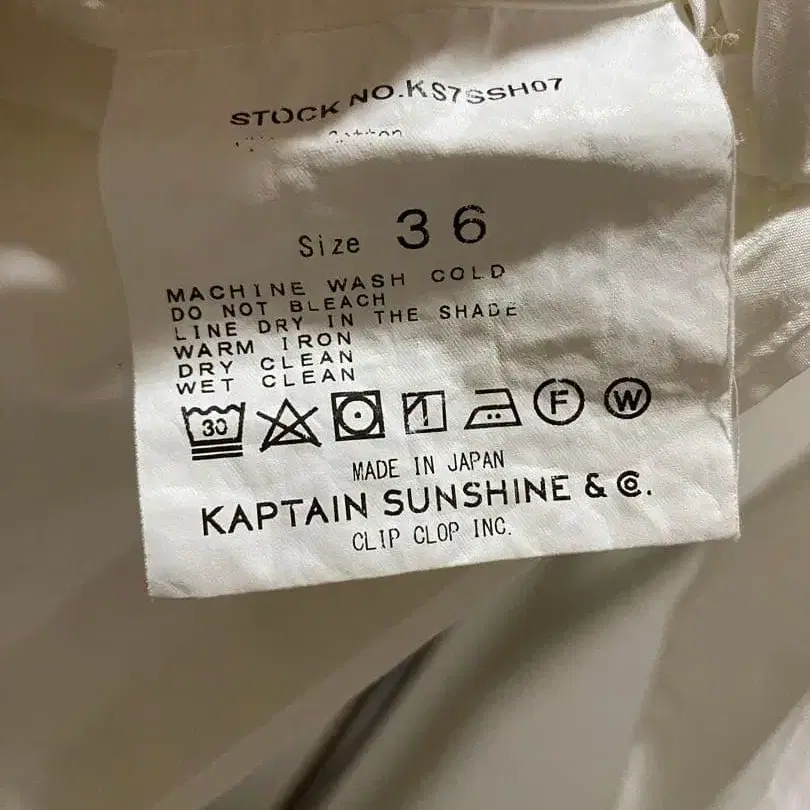 STOCK NO.KS7SSH07
Size 36
MACHINE WASH COLD
DO NOT BLEACH
LINE DRY IN THE SHADE
WARM IRON
DRY CLEAN
WET CLEAN
30 F W
MADE IN JAPAN
KAPTAIN SUNSHINE & Co.
CLIP CLOP INC.